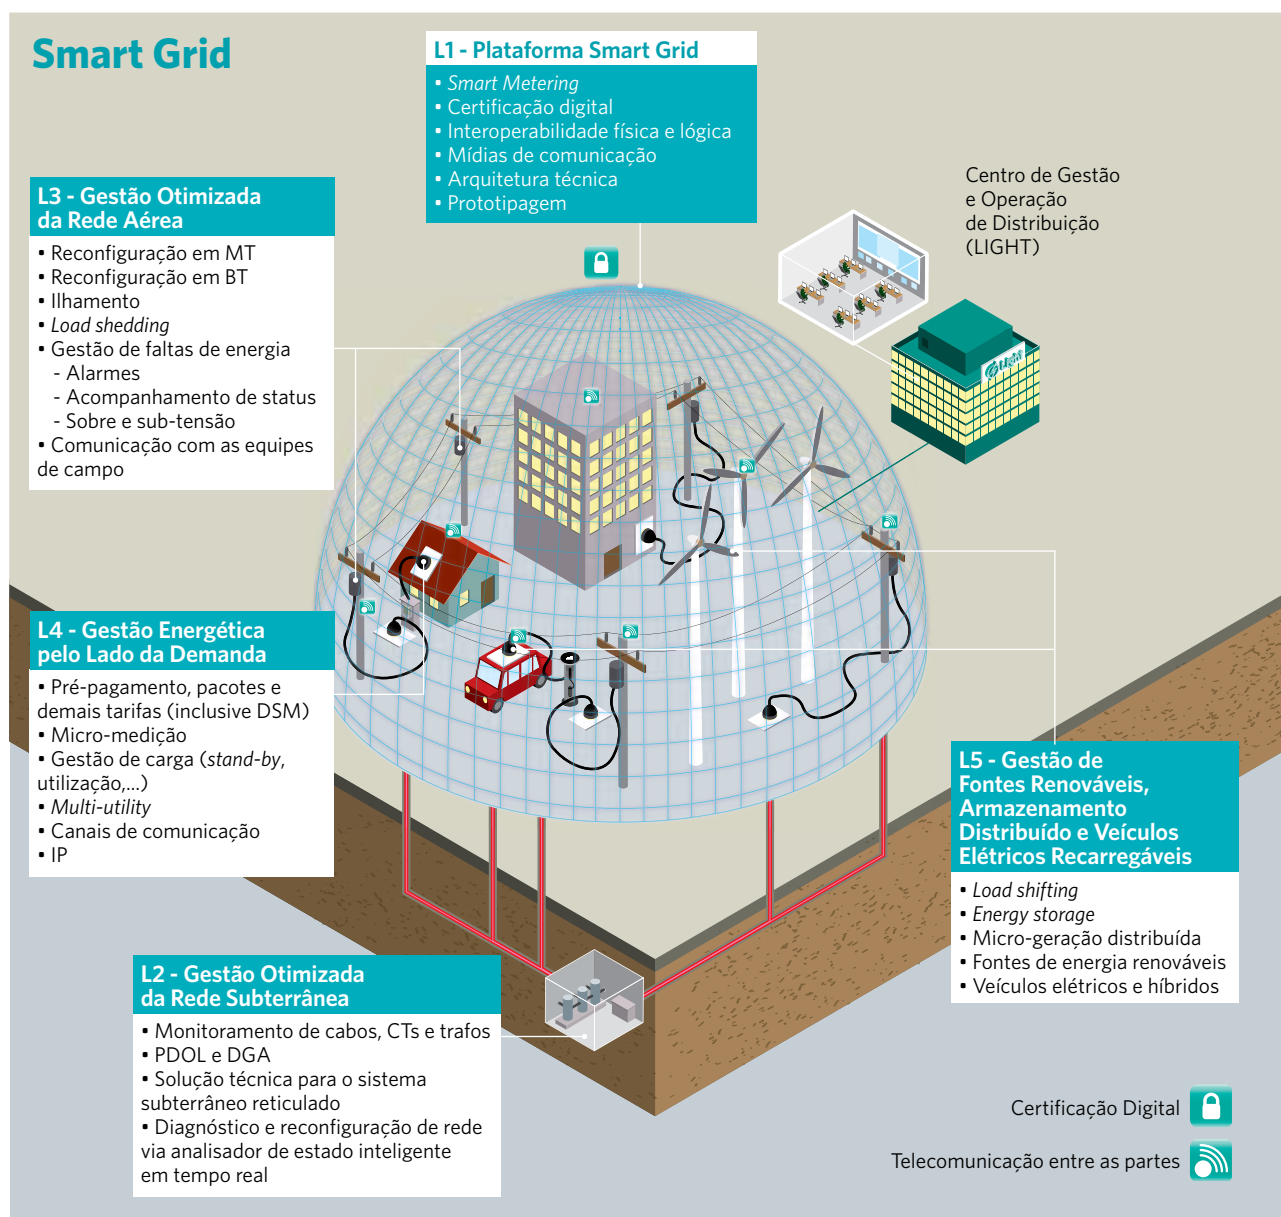 Smart Grid
L1 - Plataforma Smart Grid
• Smart Metering
• Certificação digital
• Interoperabilidade física e lógica
• Mídias de comunicação
• Arquitetura técnica
• Prototipagem
Centro de Gestão
e Operação
de Distribuição
(LIGHT)
Light
L3 - Gestão Otimizada
da Rede Aérea
• Reconfiguração em MT
• Reconfiguração em BT
• Ilhamento
• Load shedding
• Gestão de faltas de energia
- Alarmes
- Acompanhamento de status
- Sobre e sub-tensão
• Comunicação com as equipes
de campo
L4 - Gestão Energética
pelo Lado da Demanda
• Pré-pagamento, pacotes e
demais tarifas (inclusive DSM)
• Micro-medição
• Gestão de carga (stand-by,
utilização,...)
• Multi-utility
• Canais de comunicação
• IP
L5 - Gestão de
Fontes Renováveis,
Armazenamento
Distribuído e Veículos
Elétricos Recarregáveis
• Load shifting
• Energy storage
• Micro-geração distribuída
• Fontes de energia renováveis
• Veículos elétricos e híbridos
L2 - Gestão Otimizada
da Rede Subterrânea
• Monitoramento de cabos, CTs e trafos
• PDOL e DGA
• Solução técnica para o sistema
subterrâneo reticulado
• Diagnóstico e reconfiguração de rede
via analisador de estado inteligente
em tempo real
Certificação Digital
Telecomunicação entre as partes